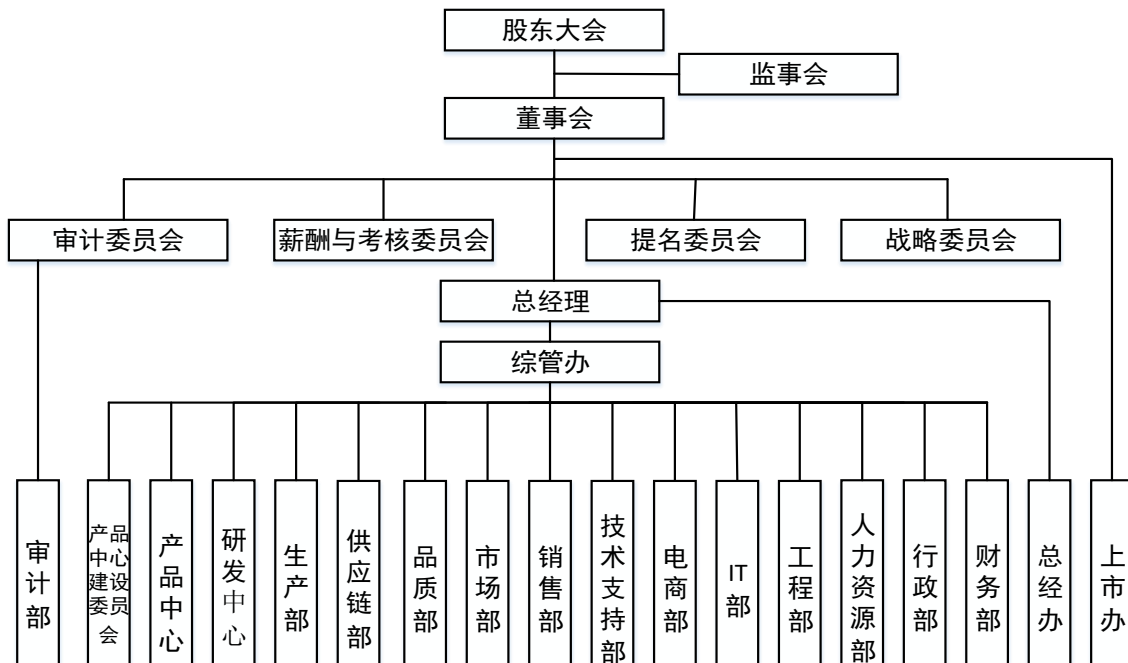 股东大会
监事会
董事会
审计委员会
薪酬与考核委员会
提名委员会
战略委员会
总经理
综管办
审计部
产品中心建设委员会
产品中心
研发中心
生产部
供应链部
品质部
市场部
销售部
技术支持部
电商部
IT部
工程部
人力资源部
行政部
财务部
总经办
上市办